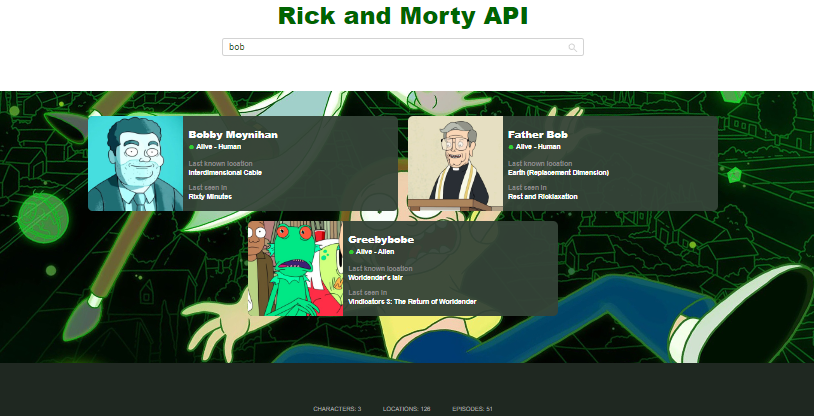 Rick and Morty API
bob
Bobby Moynihan
Alive - Human
Last known location
Interdimensional Cable
Last seen in
Rixty Minutes
Father Bob
Alive - Human
Last known location
Earth (Replacement Dimension)
Last seen in
Rest and Ricklaxation
Greebybobe
Alive - Alien
Last known location
Worldender's lair
Last seen in
Vindicators 3: The Return of Worldender
CHARACTERS: 3 LOCATIONS: 126 EPISODES: 51